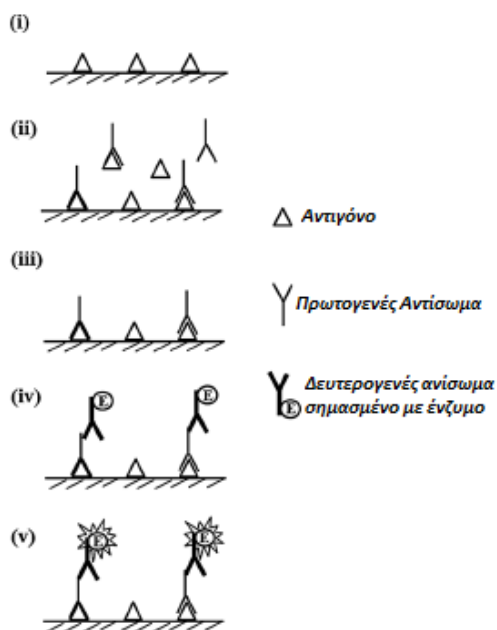 (i)
(ii)
Αντιγόνο
(iii)
Πρωτογενές Αντίσωμα
(iv)
E
E
Δευτερογενές ανίσωμα
E
σημασμένο με ένζυμο
(v)
E
E